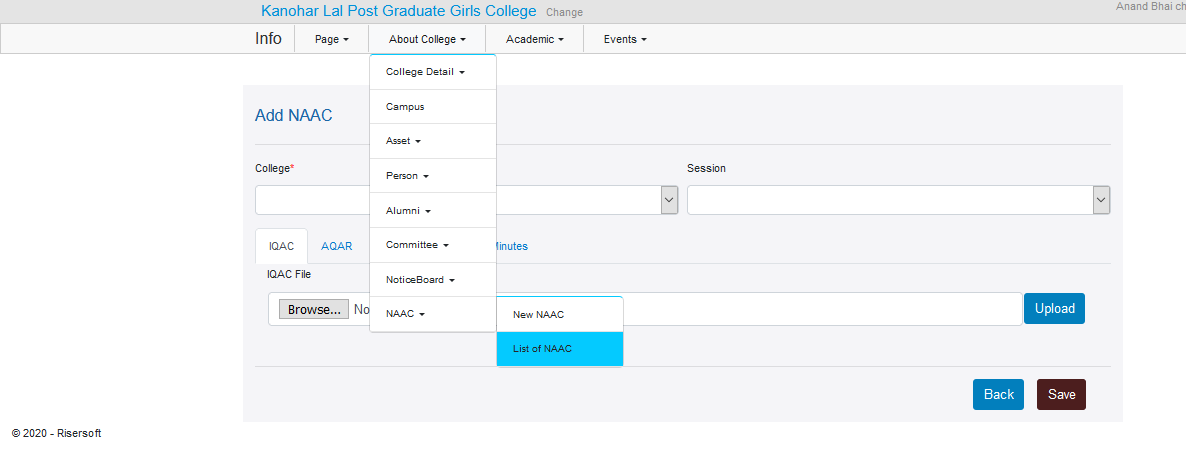 Kanohar Lal Post Graduate Girls College Change
Anand Bhai ch
Info Page About College Academic Events
College Detail
Campus
Asset
Person
Alumni
Committee
NoticeBoard
NAAC
New NAAC
List of NAAC
Add NAAC
College*
Session
IQAC AQAR Minutes
IQAC File
Browse... No
Upload
Back Save
© 2020 - Risersoft